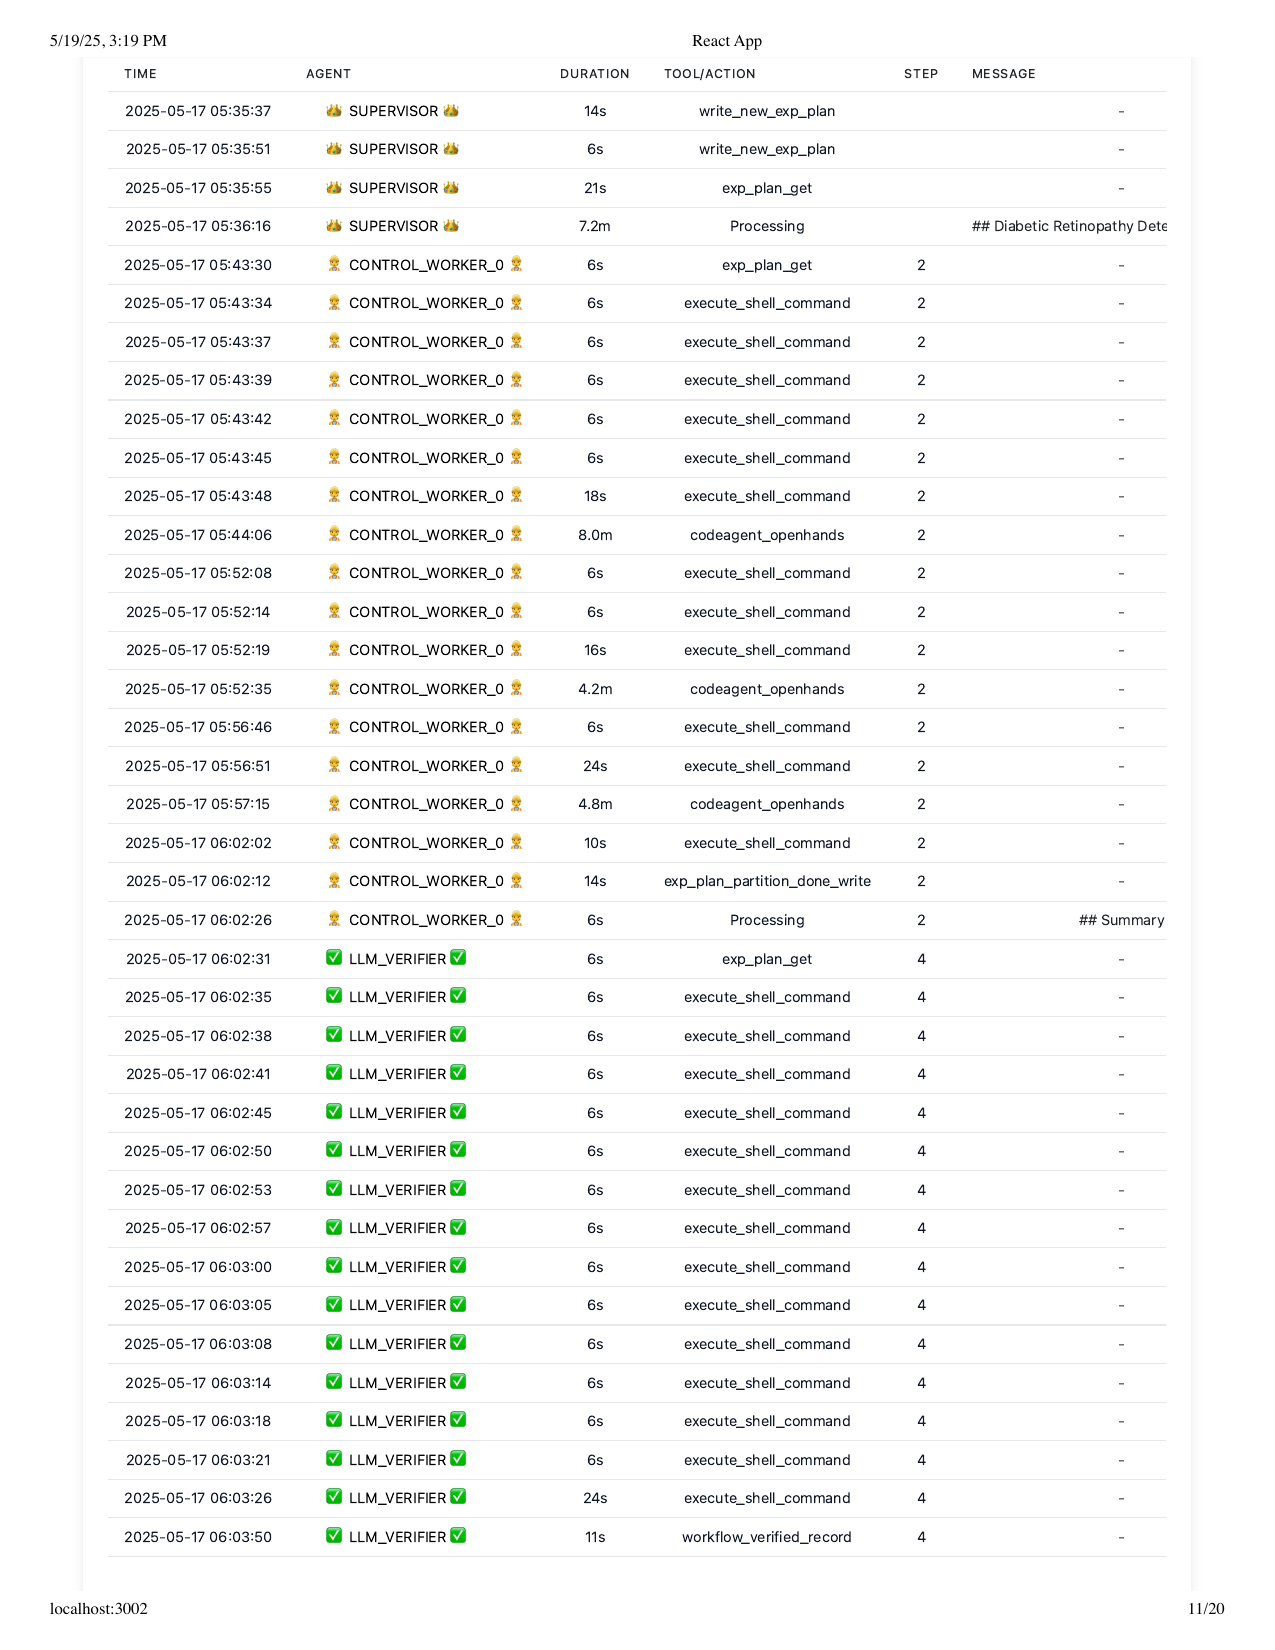 5/19/25, 3:19 PM React App
TIME AGENT DURATION TOOL/ACTION STEP MESSAGE
2025-05-17 05:35:37 👑 SUPERVISOR 👑 14s write_new_exp_plan -
2025-05-17 05:35:51 👑 SUPERVISOR 👑 6s write_new_exp_plan -
2025-05-17 05:35:55 👑 SUPERVISOR 👑 21s exp_plan_get -
2025-05-17 05:36:16 👑 SUPERVISOR 👑 7.2m Processing ## Diabetic Retinopathy Dete
2025-05-17 05:43:30 👷 CONTROL_WORKER_0 👷 6s exp_plan_get 2 -
2025-05-17 05:43:34 👷 CONTROL_WORKER_0 👷 6s execute_shell_command 2 -
2025-05-17 05:43:37 👷 CONTROL_WORKER_0 👷 6s execute_shell_command 2 -
2025-05-17 05:43:39 👷 CONTROL_WORKER_0 👷 6s execute_shell_command 2 -
2025-05-17 05:43:42 👷 CONTROL_WORKER_0 👷 6s execute_shell_command 2 -
2025-05-17 05:43:45 👷 CONTROL_WORKER_0 👷 6s execute_shell_command 2 -
2025-05-17 05:43:48 👷 CONTROL_WORKER_0 👷 18s execute_shell_command 2 -
2025-05-17 05:44:06 👷 CONTROL_WORKER_0 👷 8.0m codeagent_openhands 2 -
2025-05-17 05:52:08 👷 CONTROL_WORKER_0 👷 6s execute_shell_command 2 -
2025-05-17 05:52:14 👷 CONTROL_WORKER_0 👷 6s execute_shell_command 2 -
2025-05-17 05:52:19 👷 CONTROL_WORKER_0 👷 16s execute_shell_command 2 -
2025-05-17 05:52:35 👷 CONTROL_WORKER_0 👷 4.2m codeagent_openhands 2 -
2025-05-17 05:56:46 👷 CONTROL_WORKER_0 👷 6s execute_shell_command 2 -
2025-05-17 05:56:51 👷 CONTROL_WORKER_0 👷 24s execute_shell_command 2 -
2025-05-17 05:57:15 👷 CONTROL_WORKER_0 👷 4.8m codeagent_openhands 2 -
2025-05-17 06:02:02 👷 CONTROL_WORKER_0 👷 10s execute_shell_command 2 -
2025-05-17 06:02:12 👷 CONTROL_WORKER_0 👷 14s exp_plan_partition_done_write 2 -
2025-05-17 06:02:26 👷 CONTROL_WORKER_0 👷 6s Processing 2 ## Summary
2025-05-17 06:02:31 ✅ LLM_VERIFIER ✅ 6s exp_plan_get 4 -
2025-05-17 06:02:35 ✅ LLM_VERIFIER ✅ 6s execute_shell_command 4 -
2025-05-17 06:02:38 ✅ LLM_VERIFIER ✅ 6s execute_shell_command 4 -
2025-05-17 06:02:41 ✅ LLM_VERIFIER ✅ 6s execute_shell_command 4 -
2025-05-17 06:02:45 ✅ LLM_VERIFIER ✅ 6s execute_shell_command 4 -
2025-05-17 06:02:50 ✅ LLM_VERIFIER ✅ 6s execute_shell_command 4 -
2025-05-17 06:02:53 ✅ LLM_VERIFIER ✅ 6s execute_shell_command 4 -
2025-05-17 06:02:57 ✅ LLM_VERIFIER ✅ 6s execute_shell_command 4 -
2025-05-17 06:03:00 ✅ LLM_VERIFIER ✅ 6s execute_shell_command 4 -
2025-05-17 06:03:05 ✅ LLM_VERIFIER ✅ 6s execute_shell_command 4 -
2025-05-17 06:03:08 ✅ LLM_VERIFIER ✅ 6s execute_shell_command 4 -
2025-05-17 06:03:14 ✅ LLM_VERIFIER ✅ 6s execute_shell_command 4 -
2025-05-17 06:03:18 ✅ LLM_VERIFIER ✅ 6s execute_shell_command 4 -
2025-05-17 06:03:21 ✅ LLM_VERIFIER ✅ 6s execute_shell_command 4 -
2025-05-17 06:03:26 ✅ LLM_VERIFIER ✅ 24s execute_shell_command 4 -
2025-05-17 06:03:50 ✅ LLM_VERIFIER ✅ 11s workflow_verified_record 4 -
localhost:3002 11/20